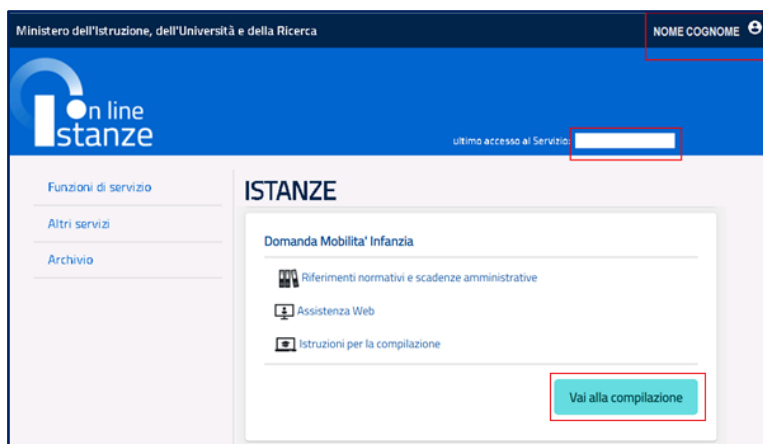 Ministero dell'Istruzione, dell'Università e della Ricerca
NOME COGNOME
On line
Istanze
ultimo accesso al Servizio:
Funzioni di servizio
Altri servizi
Archivio
ISTANZE
Domanda Mobilita' Infanzia
Riferimenti normativi e scadenze amministrative
Assistenza Web
Istruzioni per la compilazione
Vai alla compilazione